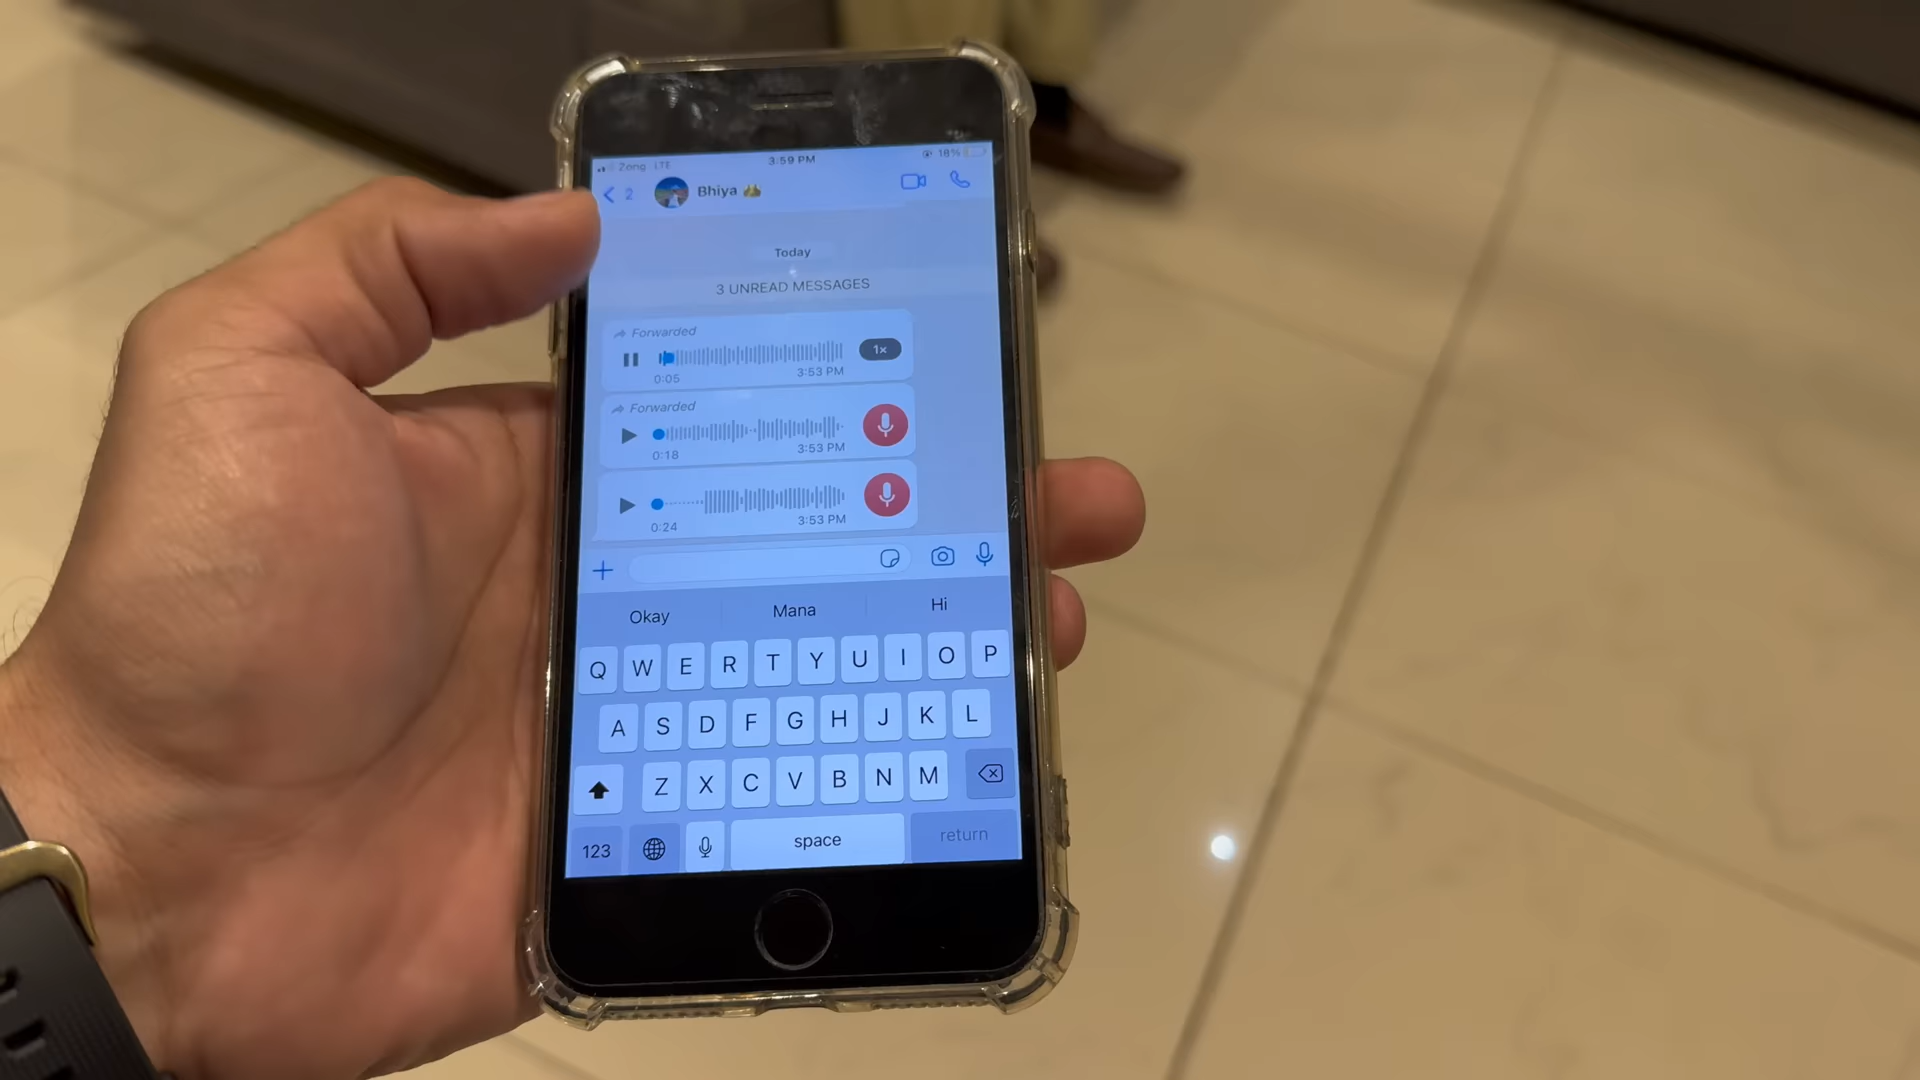 Zong LTE 3:59 PM 18%
2 Bhiya
Today
3 UNREAD MESSAGES
Forwarded
1x
0:05 3:53 PM
Forwarded
0:18 3:53 PM
0:24 3:53 PM
Okay Mana Hi
Q W E R T Y U I O P
A S D F G H J K L
Z X C V B N M
123 space return